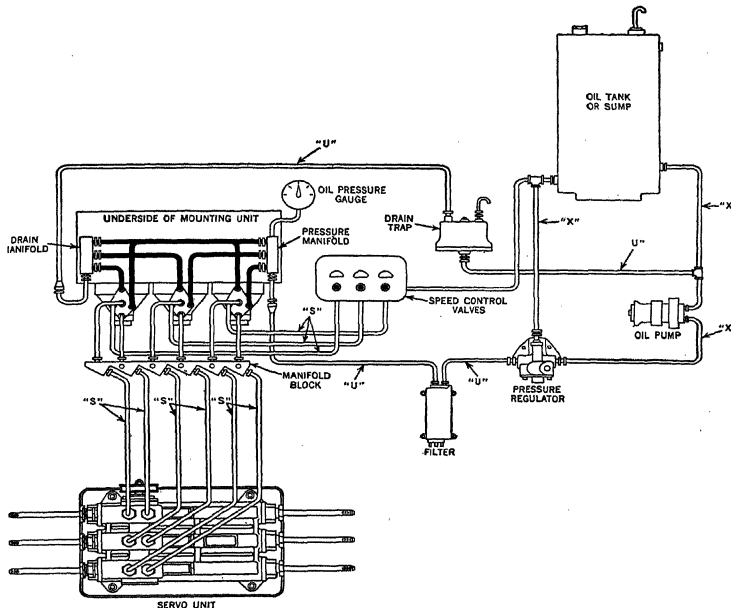 OIL TANK
OR SUMP
"U"
OIL PRESSURE
GAUGE
UNDERSIDE OF MOUNTING UNIT
DRAIN
IANIFOLD
PRESSURE
MANIFOLD
DRAIN
TRAP
"X"
"X
U"
"S"
SPEED CONTROL
VALVES
OIL PUMP
"X
MANIFOLD
BLOCK
"U"
"U"
PRESSURE
REGULATOR
"S"
"S"
"S"
FILTER
SERVO UNIT